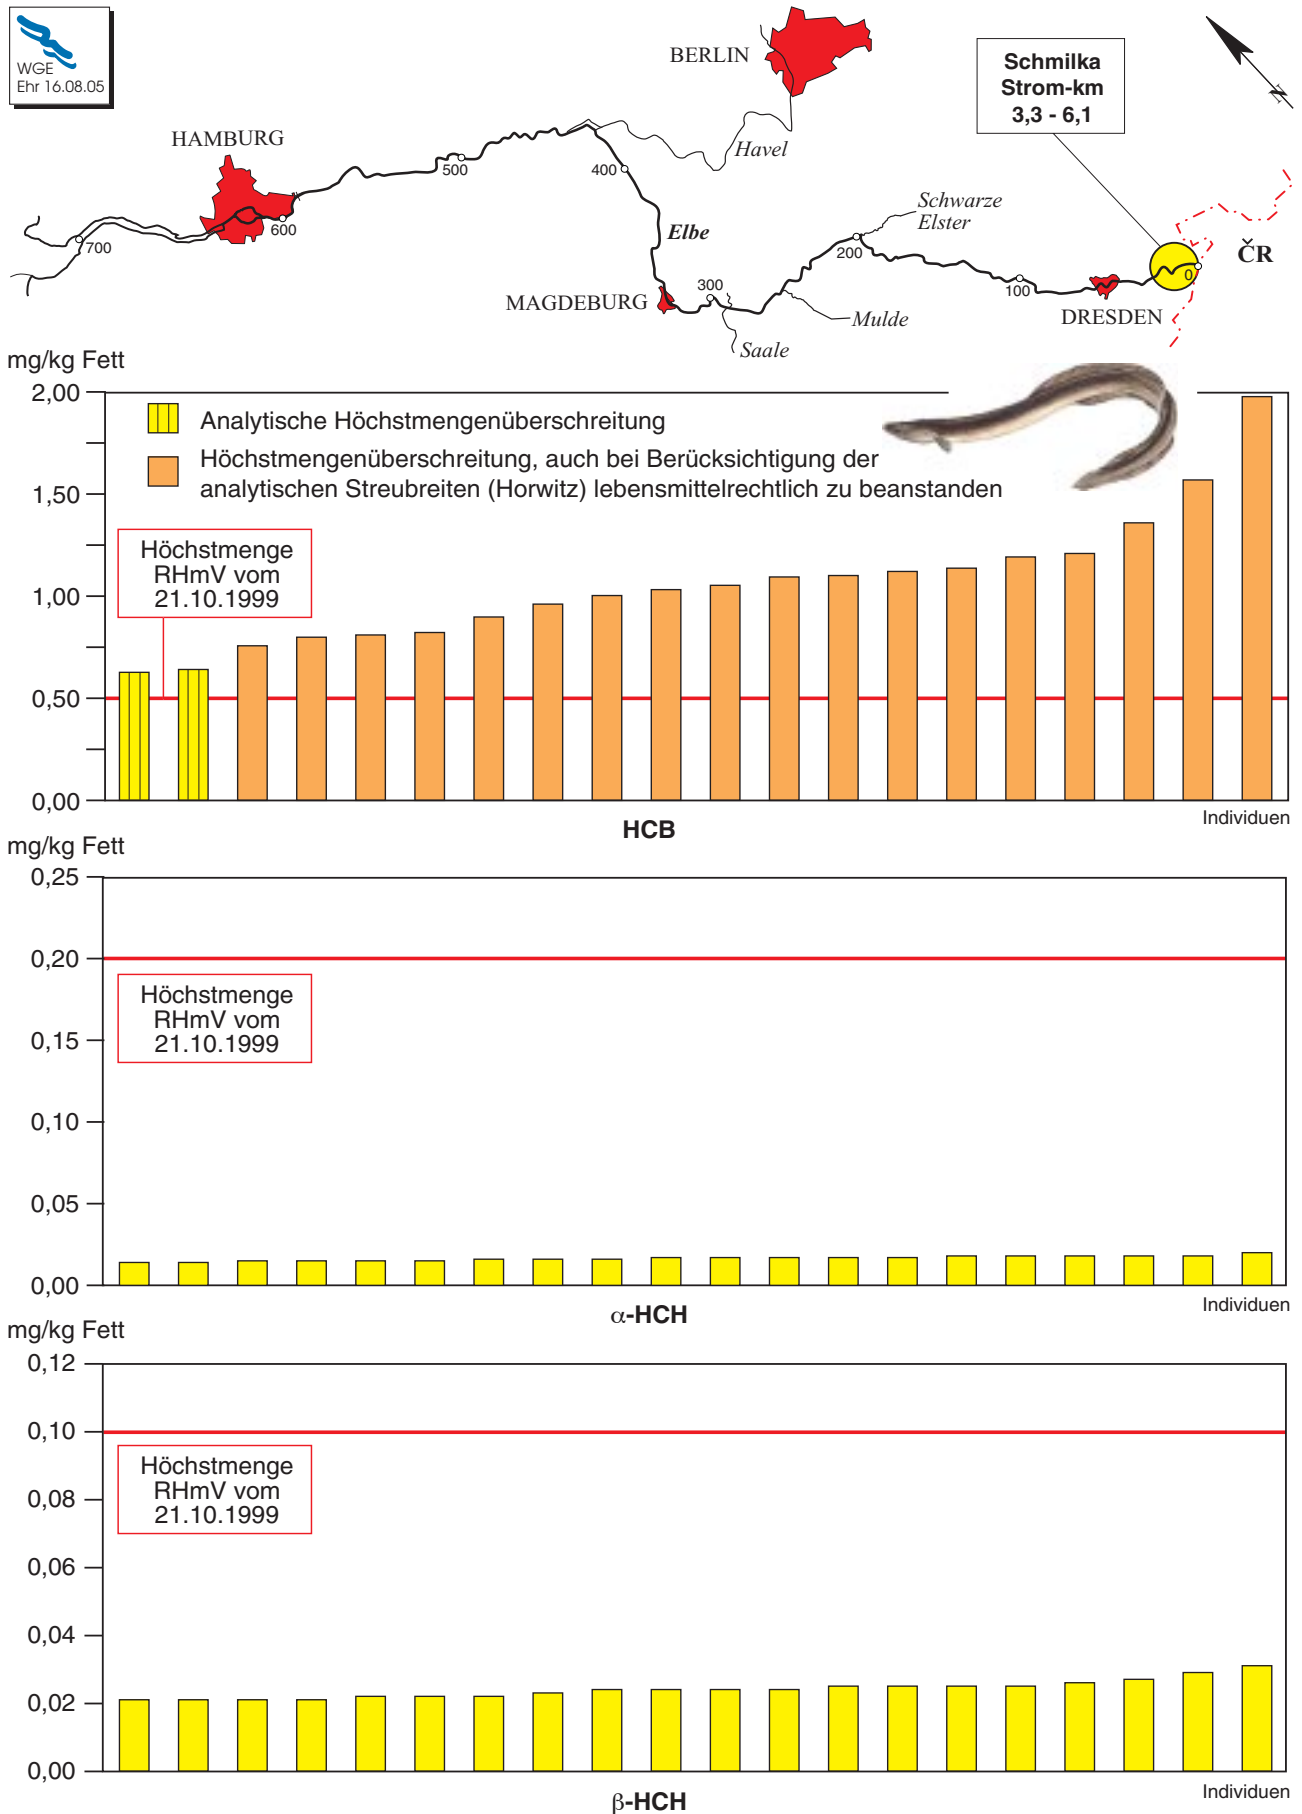 WGE
Ehr 16.08.05
BERLIN
Schmilka
Strom-km
3,3 - 6,1
N
HAMBURG
Havel
500
400
Schwarze
Elster
Elbe
600
700
200
ČR
0
MAGDEBURG
300
100
Mulde
DRESDEN
Saale
mg/kg Fett
2,00
Analytische Höchstmengenüberschreitung
Höchstmengenüberschreitung, auch bei Berücksichtigung der
analytischen Streubreiten (Horwitz) lebensmittelrechtlich zu beanstanden
1,50
Höchstmenge
RHmV vom
21.10.1999
1,00
0,50
0,00
Individuen
HCB
mg/kg Fett
0,25
0,20
Höchstmenge
RHmV vom
21.10.1999
0,15
0,10
0,05
0,00
Individuen
α-HCH
mg/kg Fett
0,12
0,10
Höchstmenge
RHmV vom
21.10.1999
0,08
0,06
0,04
0,02
0,00
Individuen
β-HCH